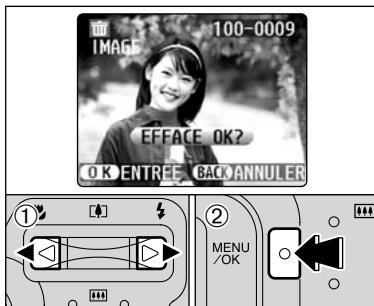 100-0009
IMAGE
EFFACE OK?
OK ENTREE BACK ANNULER
1
2
MENU
/OK